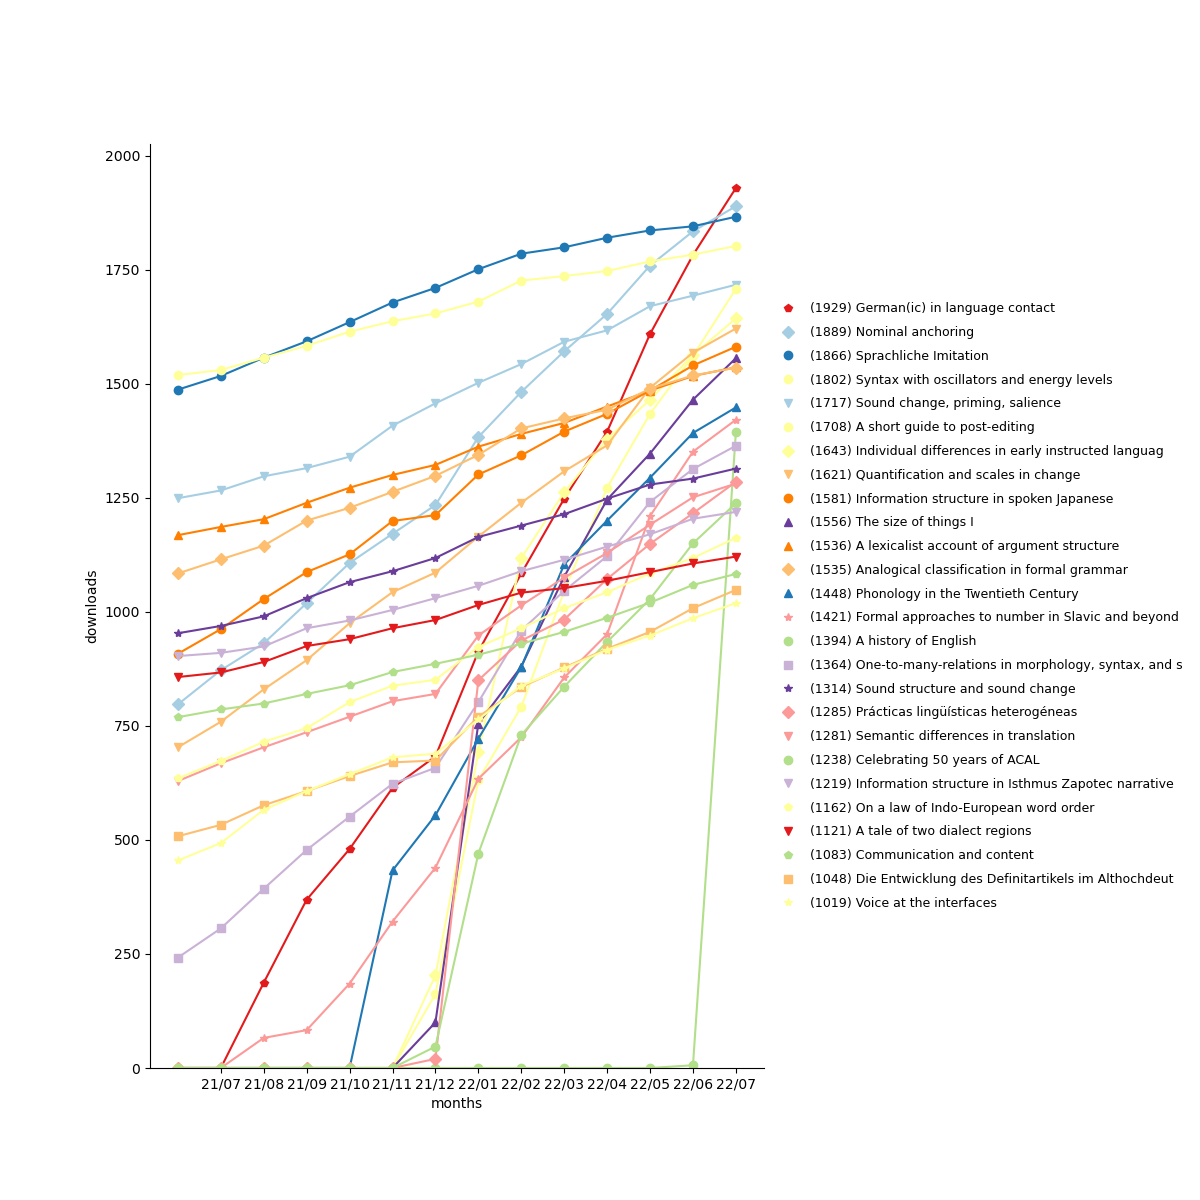 2000
1750
1500
1250
1000
750
500
250
0
downloads
21/07 21/08 21/09 21/10 21/11 21/12 22/01 22/02 22/03 22/04 22/05 22/06 22/07
months
(1929) German(ic) in language contact
(1889) Nominal anchoring
(1866) Sprachliche Imitation
(1802) Syntax with oscillators and energy levels
(1717) Sound change, priming, salience
(1708) A short guide to post-editing
(1643) Individual differences in early instructed languag
(1621) Quantification and scales in change
(1581) Information structure in spoken Japanese
(1556) The size of things I
(1536) A lexicalist account of argument structure
(1535) Analogical classification in formal grammar
(1448) Phonology in the Twentieth Century
(1421) Formal approaches to number in Slavic and beyond
(1394) A history of English
(1364) One-to-many-relations in morphology, syntax, and s
(1314) Sound structure and sound change
(1285) Prácticas lingüísticas heterogéneas
(1281) Semantic differences in translation
(1238) Celebrating 50 years of ACAL
(1219) Information structure in Isthmus Zapotec narrative
(1162) On a law of Indo-European word order
(1121) A tale of two dialect regions
(1083) Communication and content
(1048) Die Entwicklung des Definitartikels im Althochdeut
(1019) Voice at the interfaces